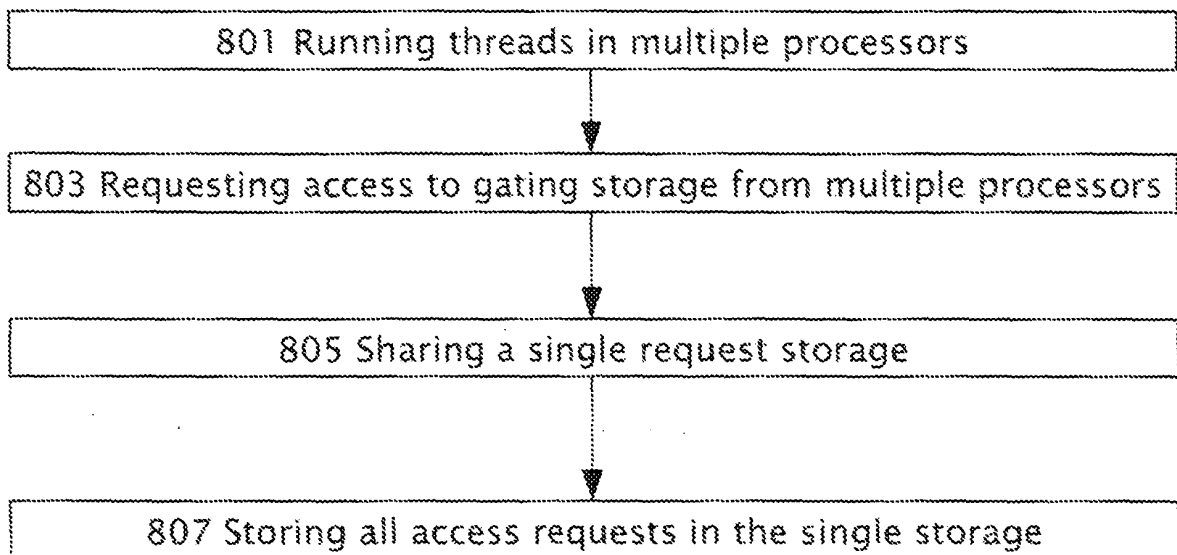 801 Running threads in multiple processors
803 Requesting access to gating storage from multiple processors
805 Sharing a single request storage
807 Storing all access requests in the single storage